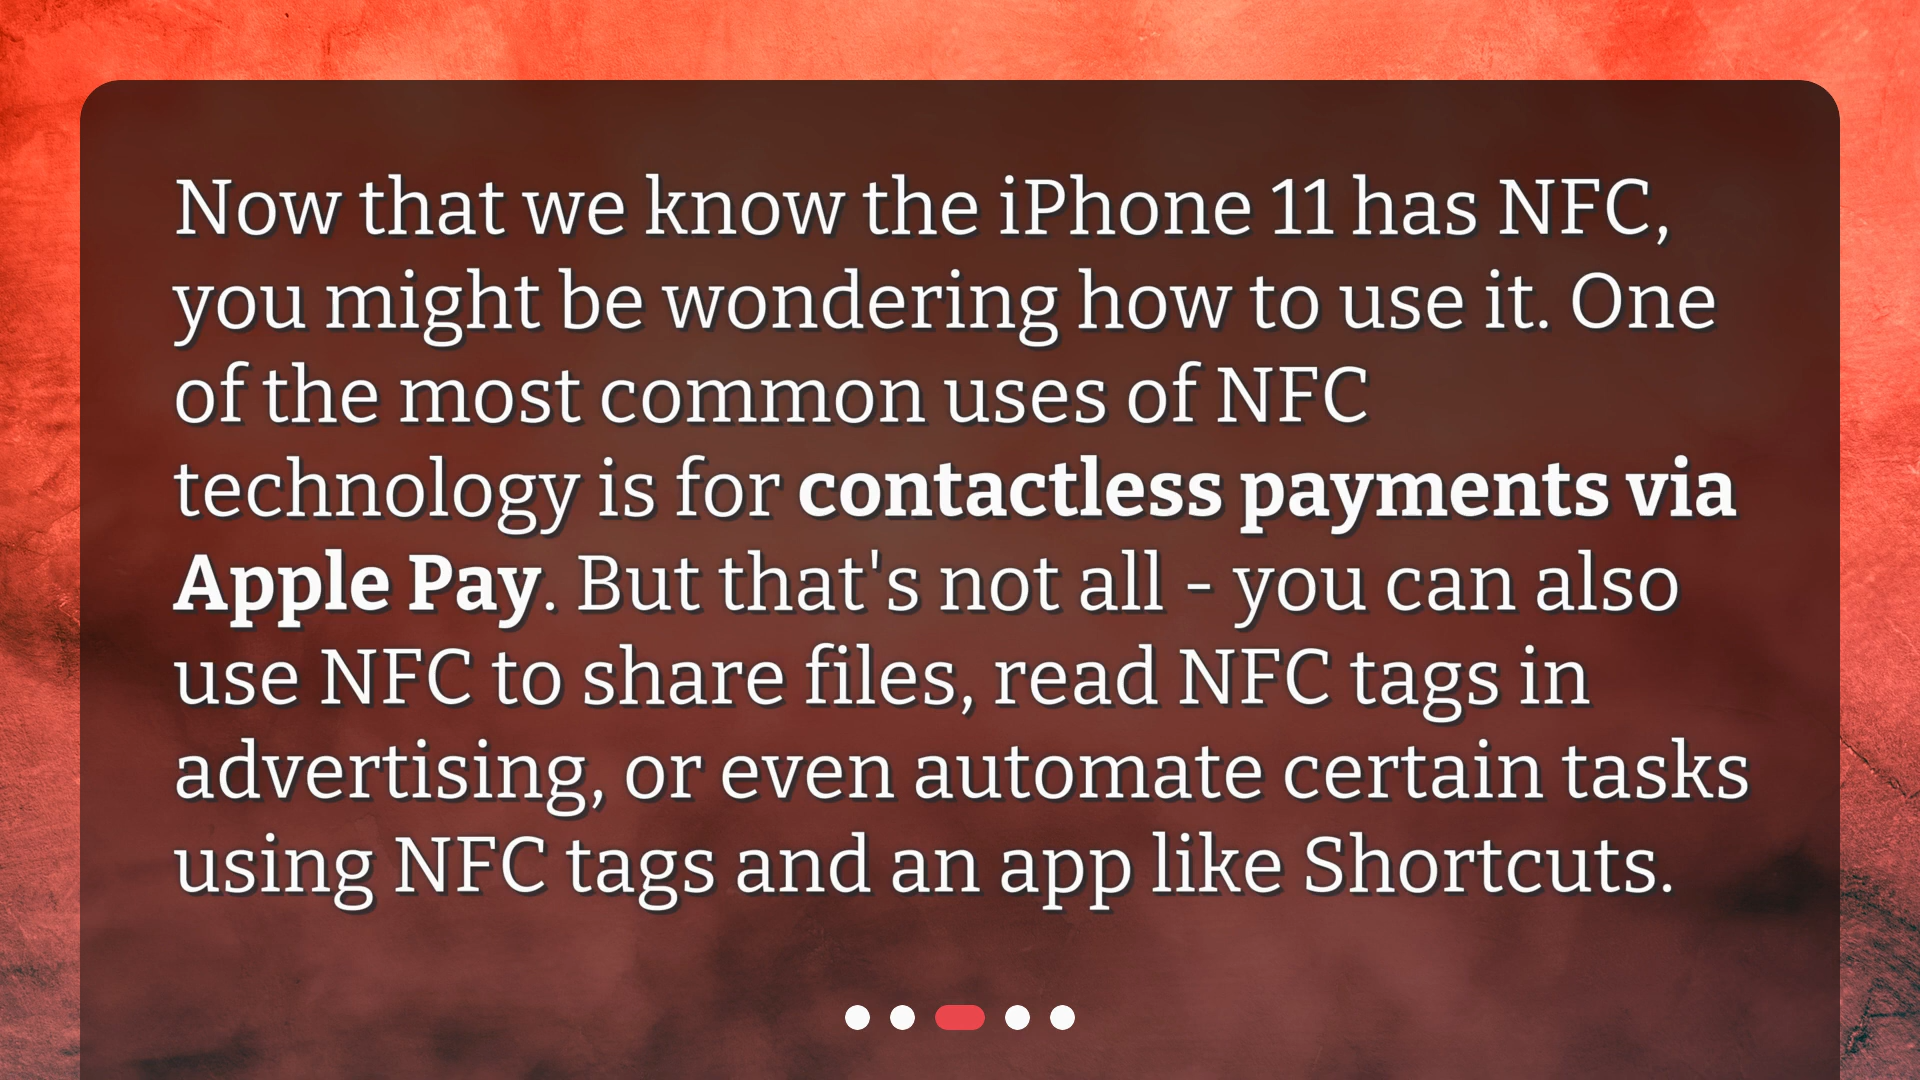 Now that we know the iPhone 11 has NFC,
you might be wondering how to use it. One
of the most common uses of NFC
technology is for contactless payments via
Apple Pay. But that's not all - you can also
use NFC to share files, read NFC tags in
advertising, or even automate certain tasks
using NFC tags and an app like Shortcuts.